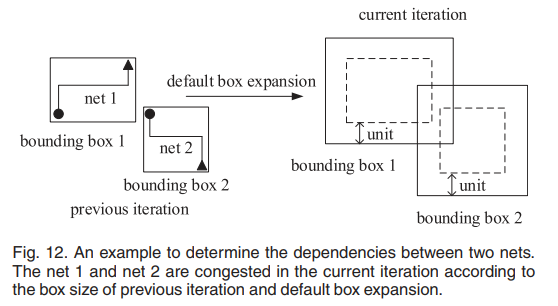 current iteration
net 1
default box expansion
bounding box 1
net 2
unit
bounding box 1
bounding box 2
unit
previous iteration
bounding box 2
Fig. 12. An example to determine the dependencies between two nets.
The net 1 and net 2 are congested in the current iteration according to
the box size of previous iteration and default box expansion.